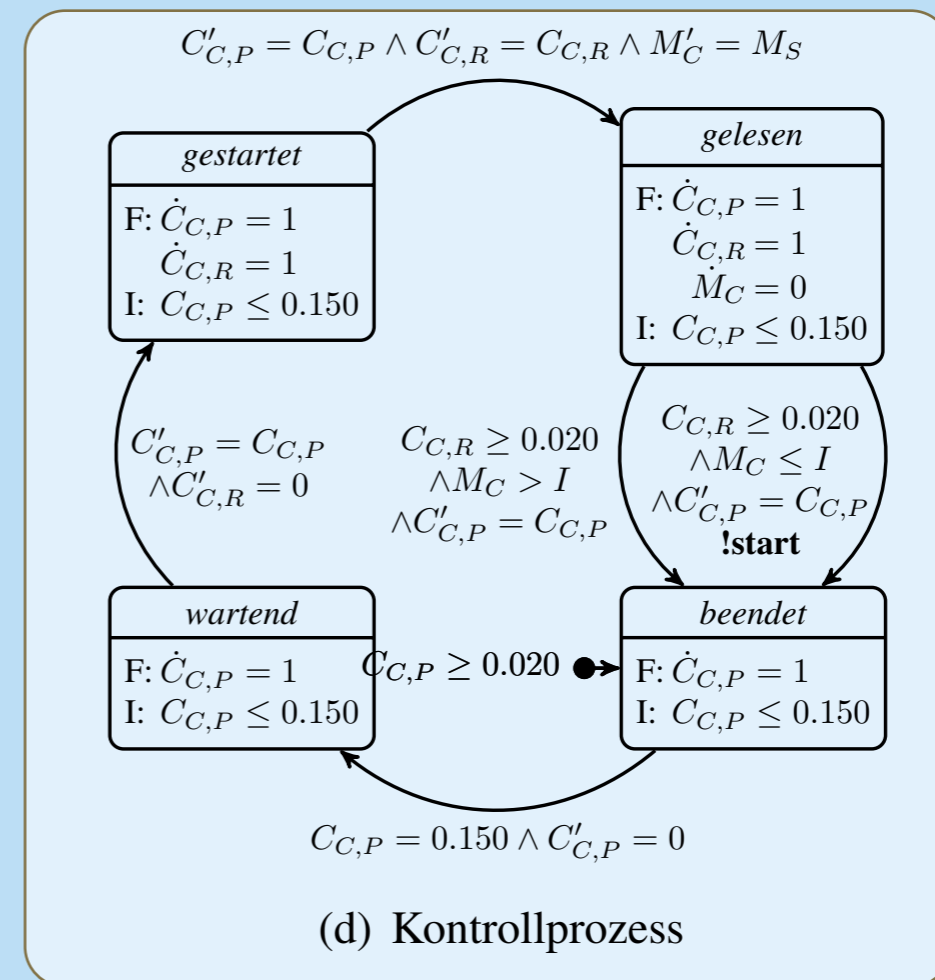 C′_{C,P} = C_{C,P} ∧ C′_{C,R} = C_{C,R} ∧ M′_C = M_S
gestartet
F: Ċ_{C,P} = 1
Ċ_{C,R} = 1
I: C_{C,P} ≤ 0.150
gelesen
F: Ċ_{C,P} = 1
Ċ_{C,R} = 1
Ṁ_C = 0
I: C_{C,P} ≤ 0.150
C′_{C,P} = C_{C,P}
∧C′_{C,R} = 0
C_{C,R} ≥ 0.020
∧M_C > I
∧C′_{C,P} = C_{C,P}
C_{C,R} ≥ 0.020
∧M_C ≤ I
∧C′_{C,P} = C_{C,P}
!start
wartend
F: Ċ_{C,P} = 1
I: C_{C,P} ≤ 0.150
C_{C,P} ≥ 0.020
beendet
F: Ċ_{C,P} = 1
I: C_{C,P} ≤ 0.150
C_{C,P} = 0.150 ∧ C′_{C,P} = 0
(d) Kontrollprozess